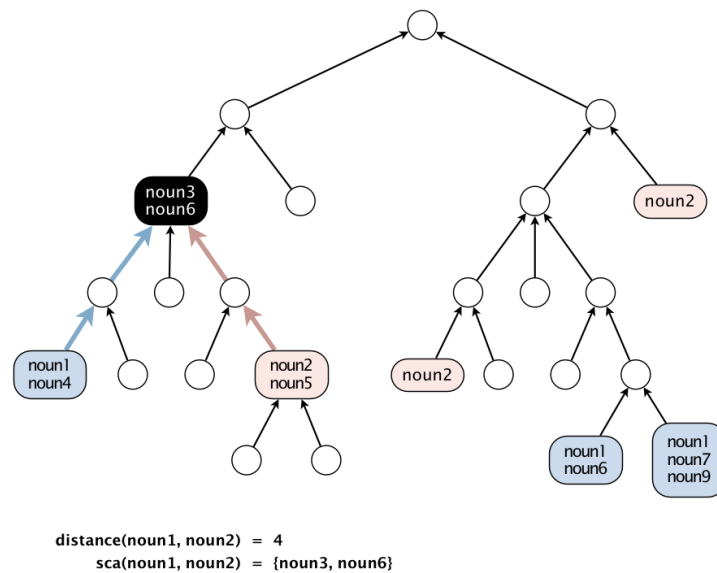 noun3
noun6
noun2
noun1
noun4
noun2
noun5
noun2
noun1
noun6
noun1
noun7
noun9
distance(noun1, noun2) = 4
sca(noun1, noun2) = {noun3, noun6}